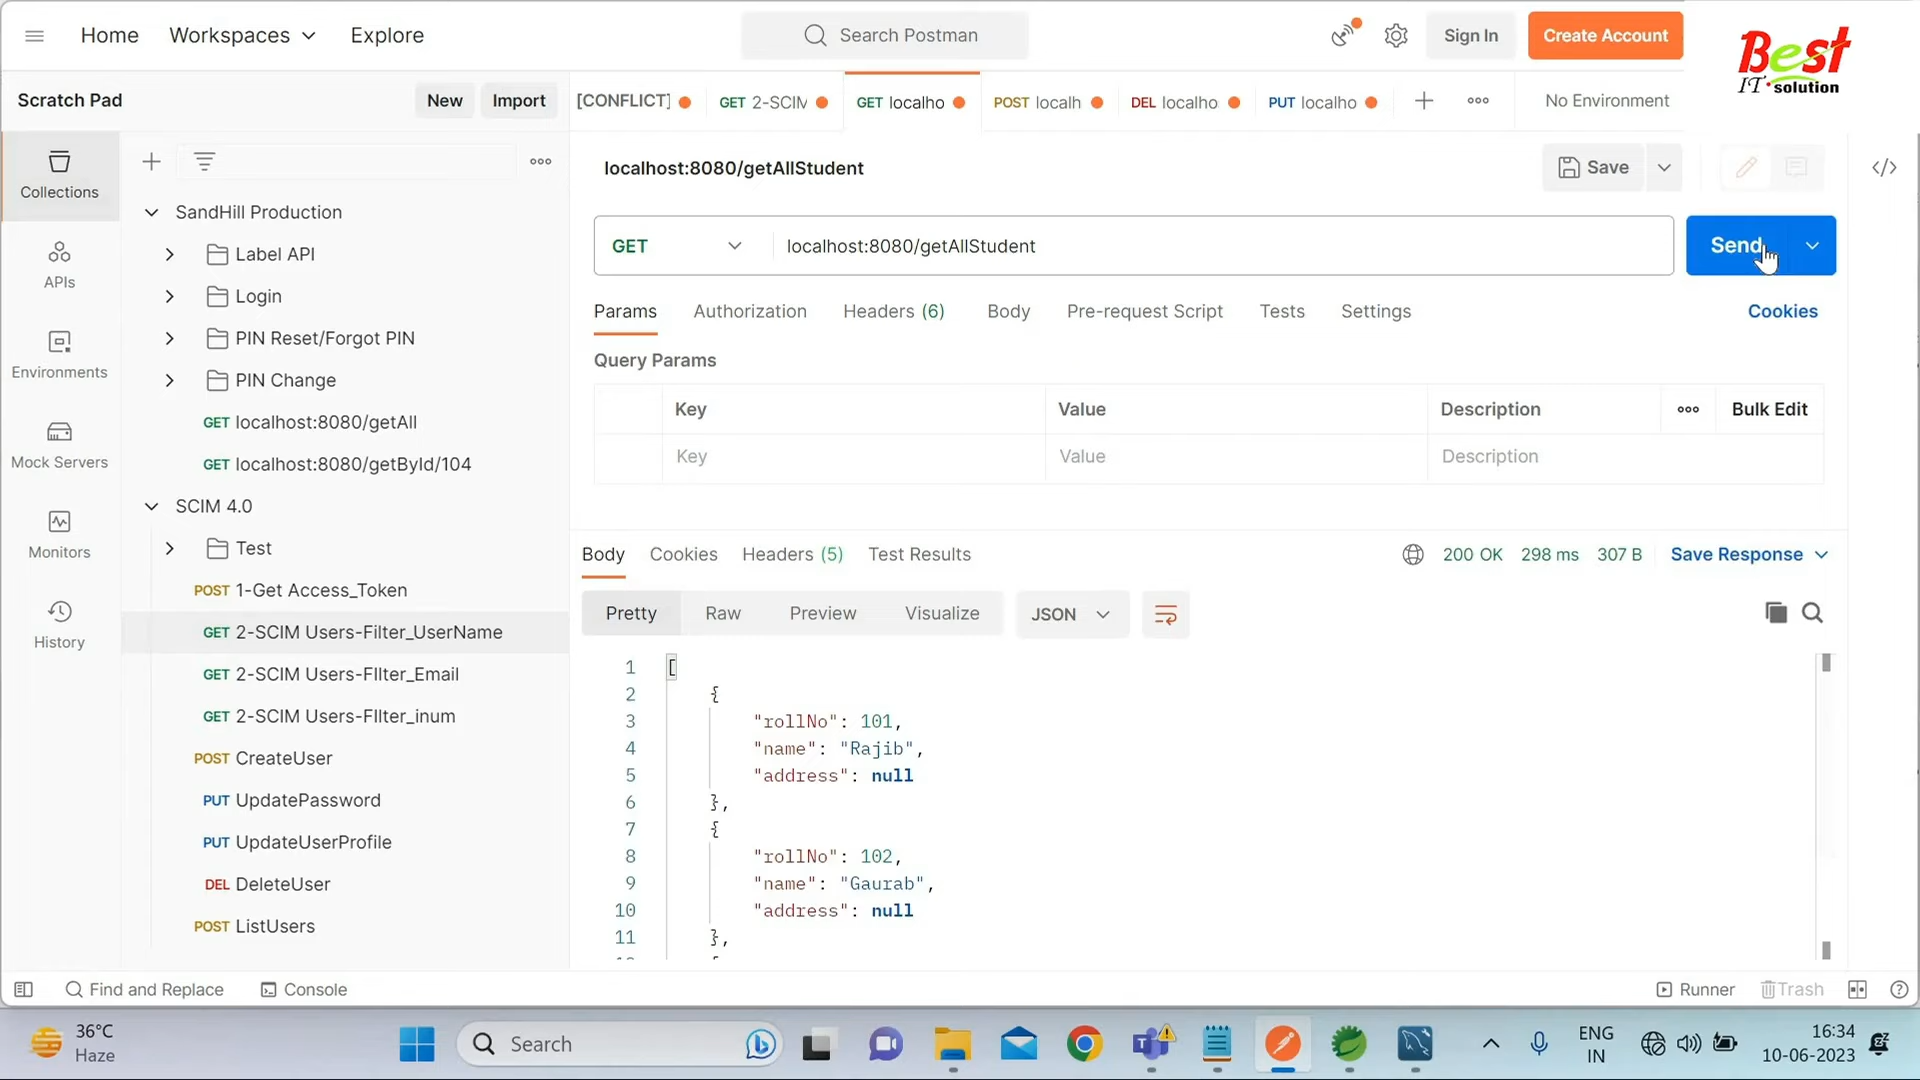 Home Workspaces Explore Search Postman Sign In Create Account
Best
IT solution
Scratch Pad New Import [CONFLICT] GET 2-SCIM GET localho POST localh DEL localho PUT localho No Environment
Collections
APIs
Environments
Mock Servers
Monitors
History
SandHill Production
Label API
Login
PIN Reset/Forgot PIN
PIN Change
GET localhost:8080/getAll
GET localhost:8080/getById/104
SCIM 4.0
Test
POST 1-Get Access_Token
GET 2-SCIM Users-Filter_UserName
GET 2-SCIM Users-FIlter_Email
GET 2-SCIM Users-FIlter_inum
POST CreateUser
PUT UpdatePassword
PUT UpdateUserProfile
DEL DeleteUser
POST ListUsers
localhost:8080/getAllStudent Save
GET localhost:8080/getAllStudent Send
Params Authorization Headers (6) Body Pre-request Script Tests Settings Cookies
Query Params
Key Value Description Bulk Edit
Key Value Description
Body Cookies Headers (5) Test Results 200 OK 298 ms 307 B Save Response
Pretty Raw Preview Visualize JSON
1 [
2 {
3 "rollNo": 101,
4 "name": "Rajib",
5 "address": null
6 },
7 {
8 "rollNo": 102,
9 "name": "Gaurab",
10 "address": null
11 },
Find and Replace Console Runner Trash
36°C
Haze
Search
ENG
IN
16:34
10-06-2023